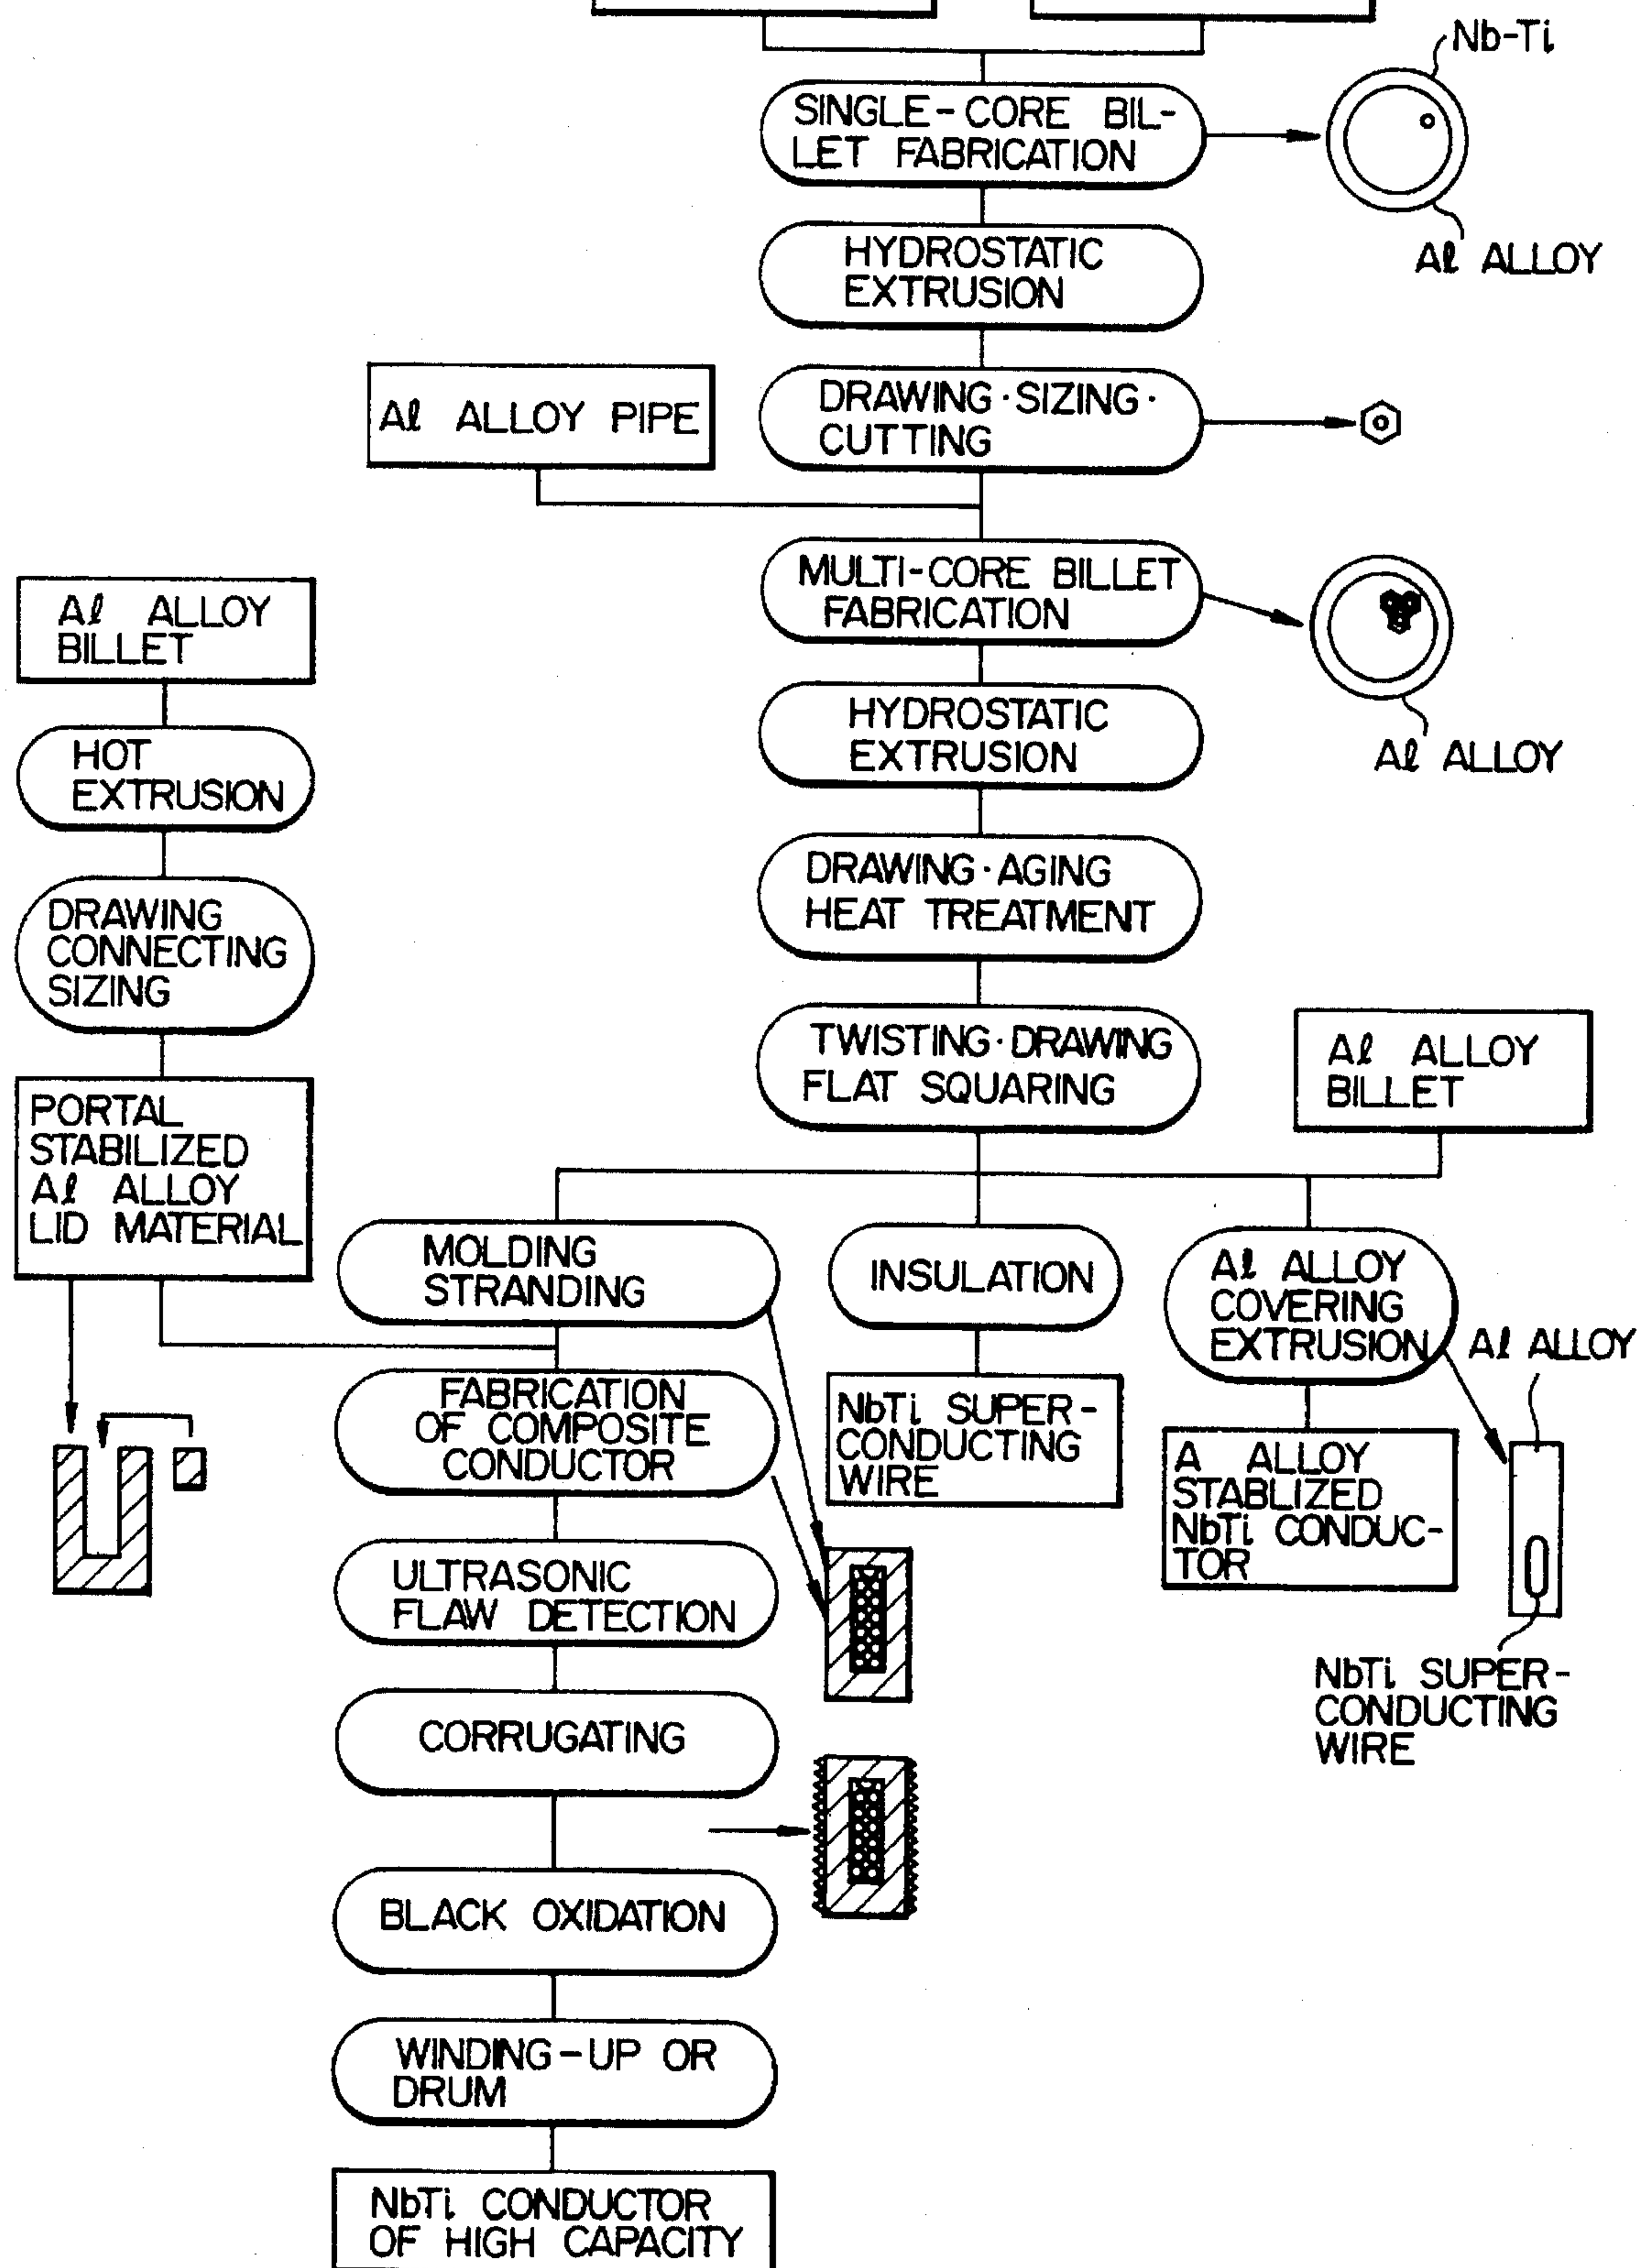 Nb-Ti
SINGLE-CORE BIL-
LET FABRICATION
Al ALLOY
HYDROSTATIC
EXTRUSION
Al ALLOY PIPE
DRAWING·SIZING·
CUTTING
MULTI-CORE BILLET
FABRICATION
Al ALLOY
Al ALLOY
BILLET
HYDROSTATIC
EXTRUSION
HOT
EXTRUSION
DRAWING·AGING
HEAT TREATMENT
DRAWING
CONNECTING
SIZING
TWISTING·DRAWING
FLAT SQUARING
Al ALLOY
BILLET
PORTAL
STABILIZED
Al ALLOY
LID MATERIAL
MOLDING
STRANDING
INSULATION
Al ALLOY
COVERING
EXTRUSION
Al ALLOY
FABRICATION
OF COMPOSITE
CONDUCTOR
NbTi SUPER-
CONDUCTING
WIRE
A ALLOY
STABLIZED
NbTi CONDUC-
TOR
ULTRASONIC
FLAW DETECTION
NbTi SUPER-
CONDUCTING
WIRE
CORRUGATING
BLACK OXIDATION
WINDING-UP OR
DRUM
NbTi CONDUCTOR
OF HIGH CAPACITY